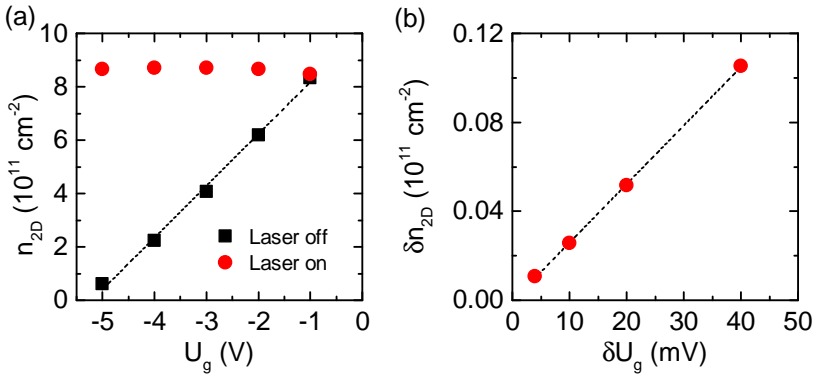 (a)
10
8
6
4
2
0
n2D (10^11 cm^-2)
Laser off
Laser on
-5 -4 -3 -2 -1 0
Ug (V)
(b)
0.12
0.08
0.04
0.00
δn2D (10^11 cm^-2)
0 10 20 30 40 50
δUg (mV)